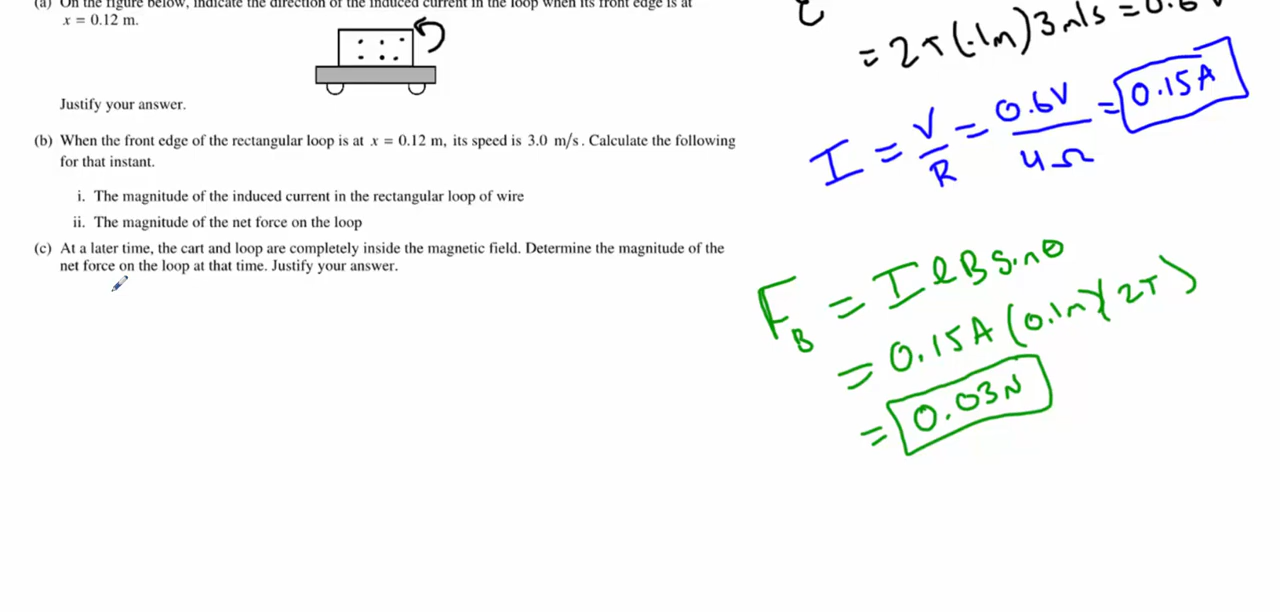 (a) On the figure below, indicate the direction of the induced current in the loop when its front edge is at
x = 0.12 m.
Justify your answer.
(b) When the front edge of the rectangular loop is at x = 0.12 m, its speed is 3.0 m/s. Calculate the following
for that instant.
i. The magnitude of the induced current in the rectangular loop of wire
ii. The magnitude of the net force on the loop
(c) At a later time, the cart and loop are completely inside the magnetic field. Determine the magnitude of the
net force on the loop at that time. Justify your answer.
= 2T (.1m) 3m/s = 0.6 V
I = V/R = 0.6V/4Ω = 0.15A
F_B = IlB sinθ
= 0.15A (0.1m)(2T)
= 0.03N